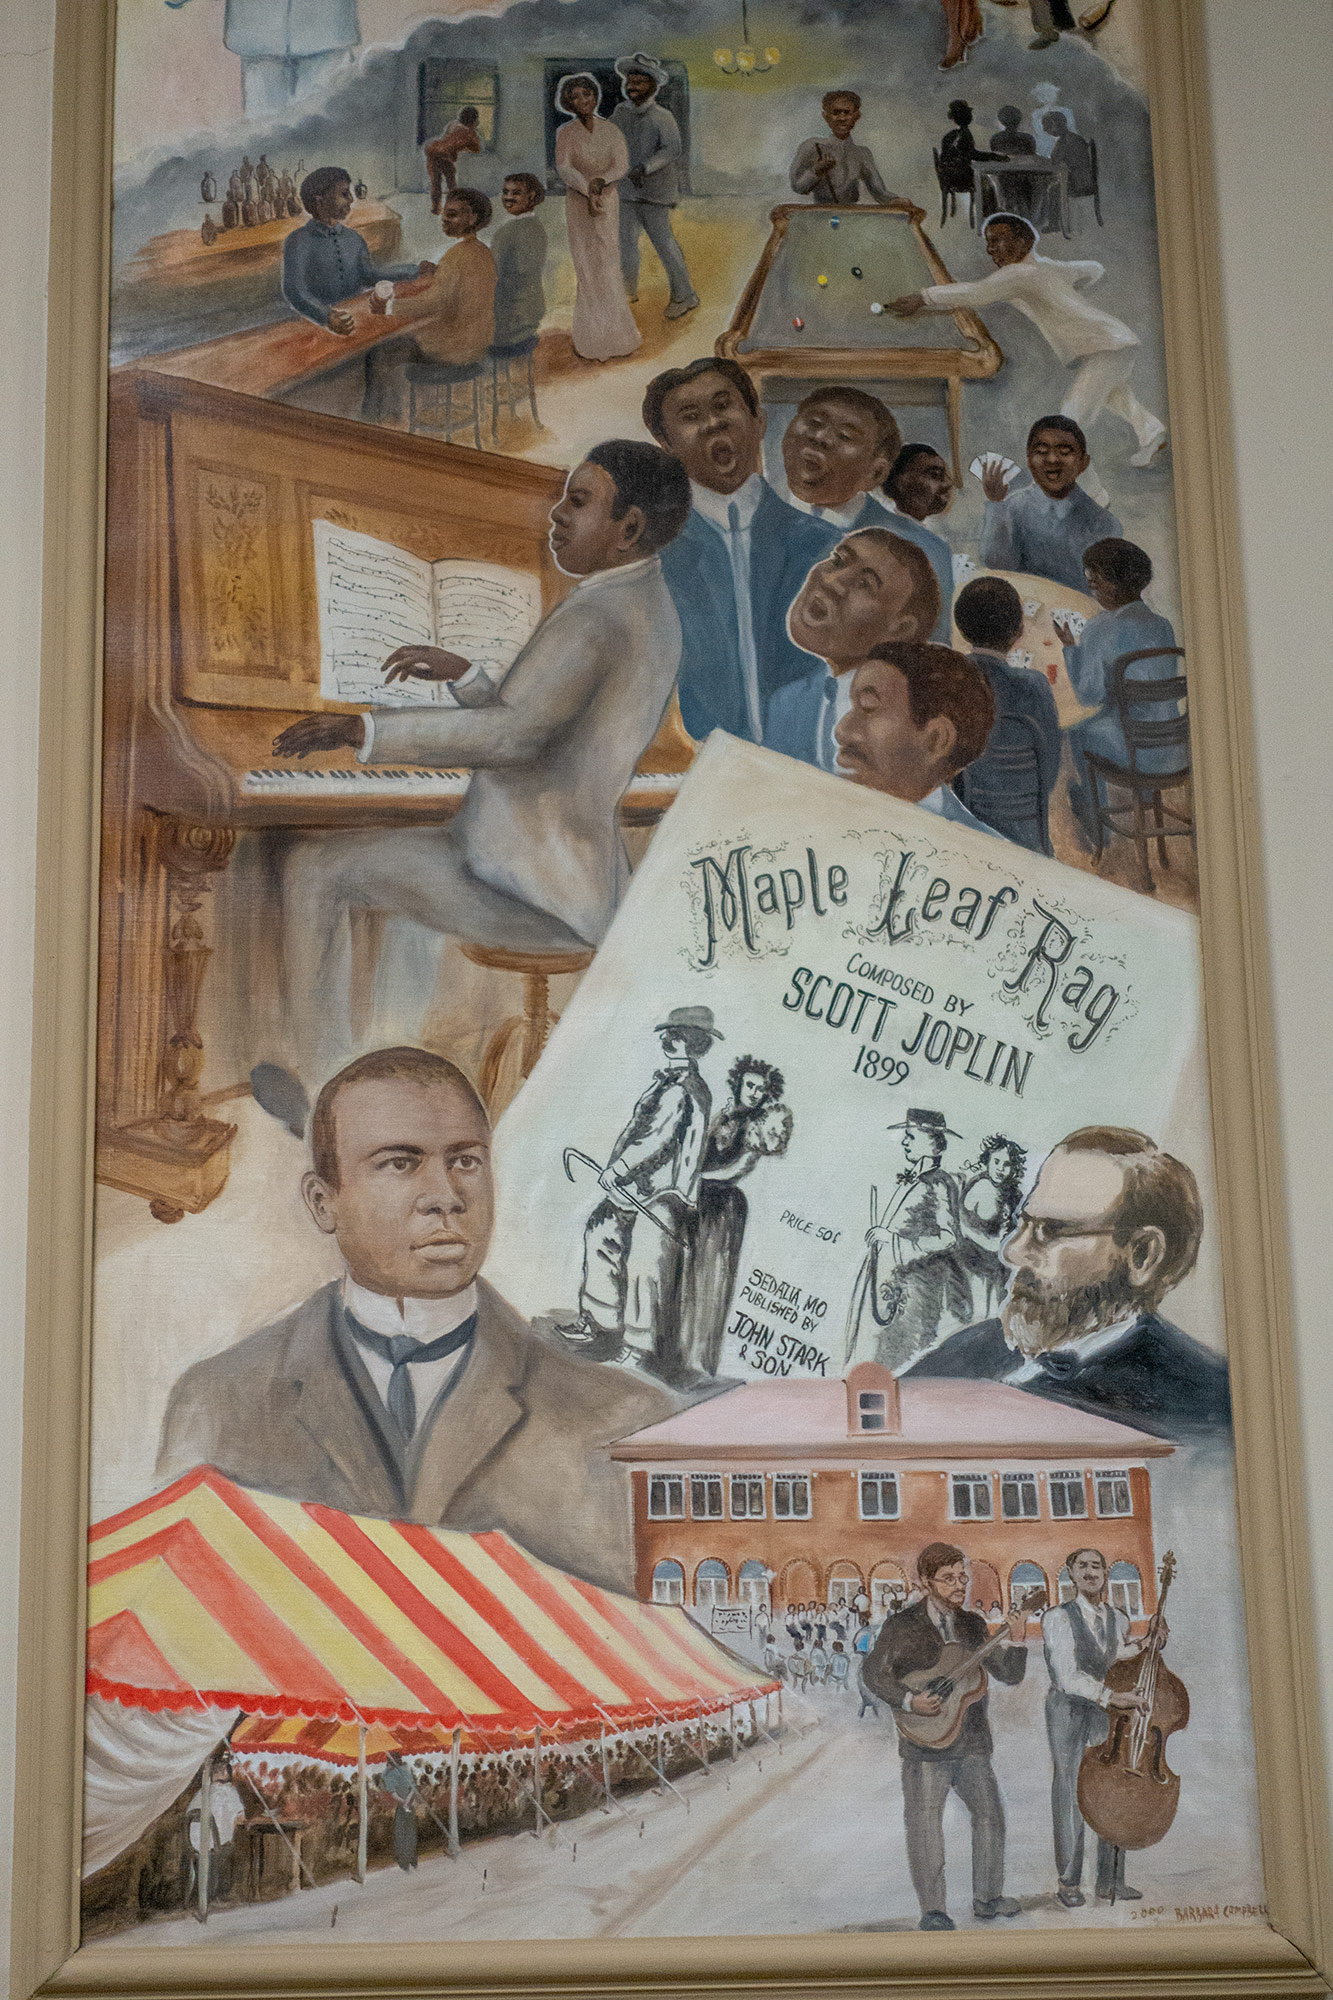 Maple Leaf Rag
COMPOSED BY
SCOTT JOPLIN
1899
PRICE 50¢
SEDALIA, MO
PUBLISHED BY
JOHN STARK
& SON
2000 BARBARA CAMPBELL